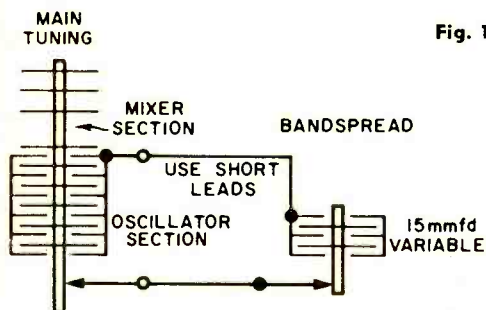 MAIN
TUNING
Fig. 1
MIXER
SECTION
BANDSPREAD
USE SHORT
LEADS
OSCILLATOR
SECTION
15mmfd
VARIABLE